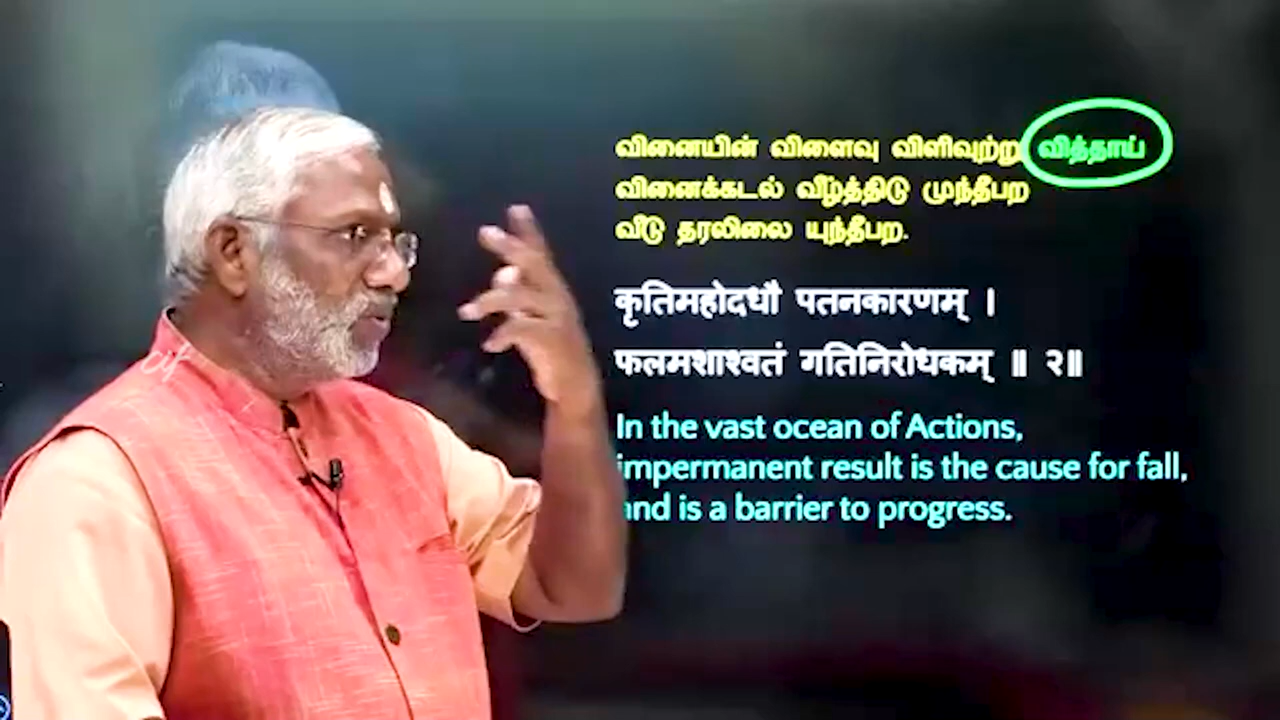 வினையின் விளைவு விளிவுற்று வித்தாய்
வினைக்கடல் வீழ்த்திடு முந்தீபற
வீடு தரலிலை யுந்தீபற.
कृतिमहोदधौ पतनकारणम् ।
फलमशाश्वतं गतिनिरोधकम् ॥ २॥
In the vast ocean of Actions,
impermanent result is the cause for fall,
and is a barrier to progress.